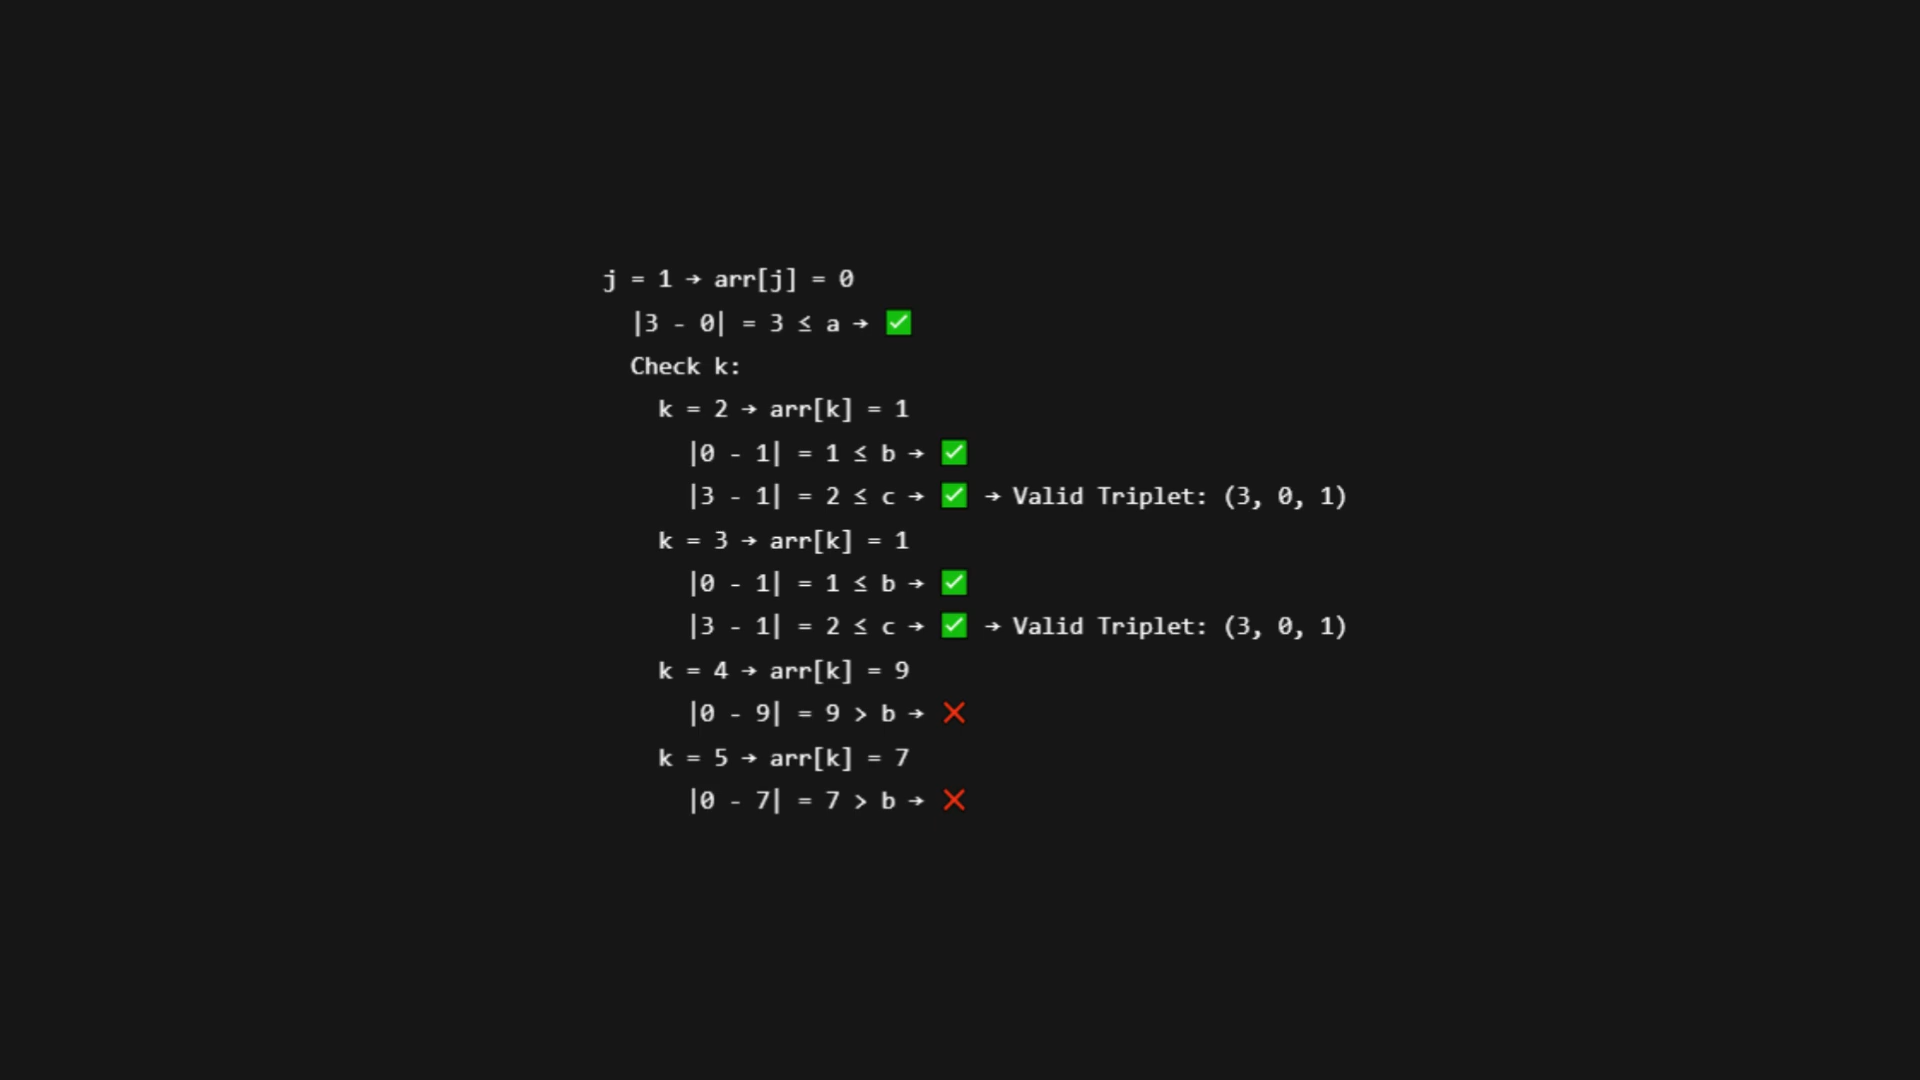 j = 1 → arr[j] = 0
|3 - 0| = 3 ≤ a → ✅
Check k:
k = 2 → arr[k] = 1
|0 - 1| = 1 ≤ b → ✅
|3 - 1| = 2 ≤ c → ✅ → Valid Triplet: (3, 0, 1)
k = 3 → arr[k] = 1
|0 - 1| = 1 ≤ b → ✅
|3 - 1| = 2 ≤ c → ✅ → Valid Triplet: (3, 0, 1)
k = 4 → arr[k] = 9
|0 - 9| = 9 > b → ❌
k = 5 → arr[k] = 7
|0 - 7| = 7 > b → ❌